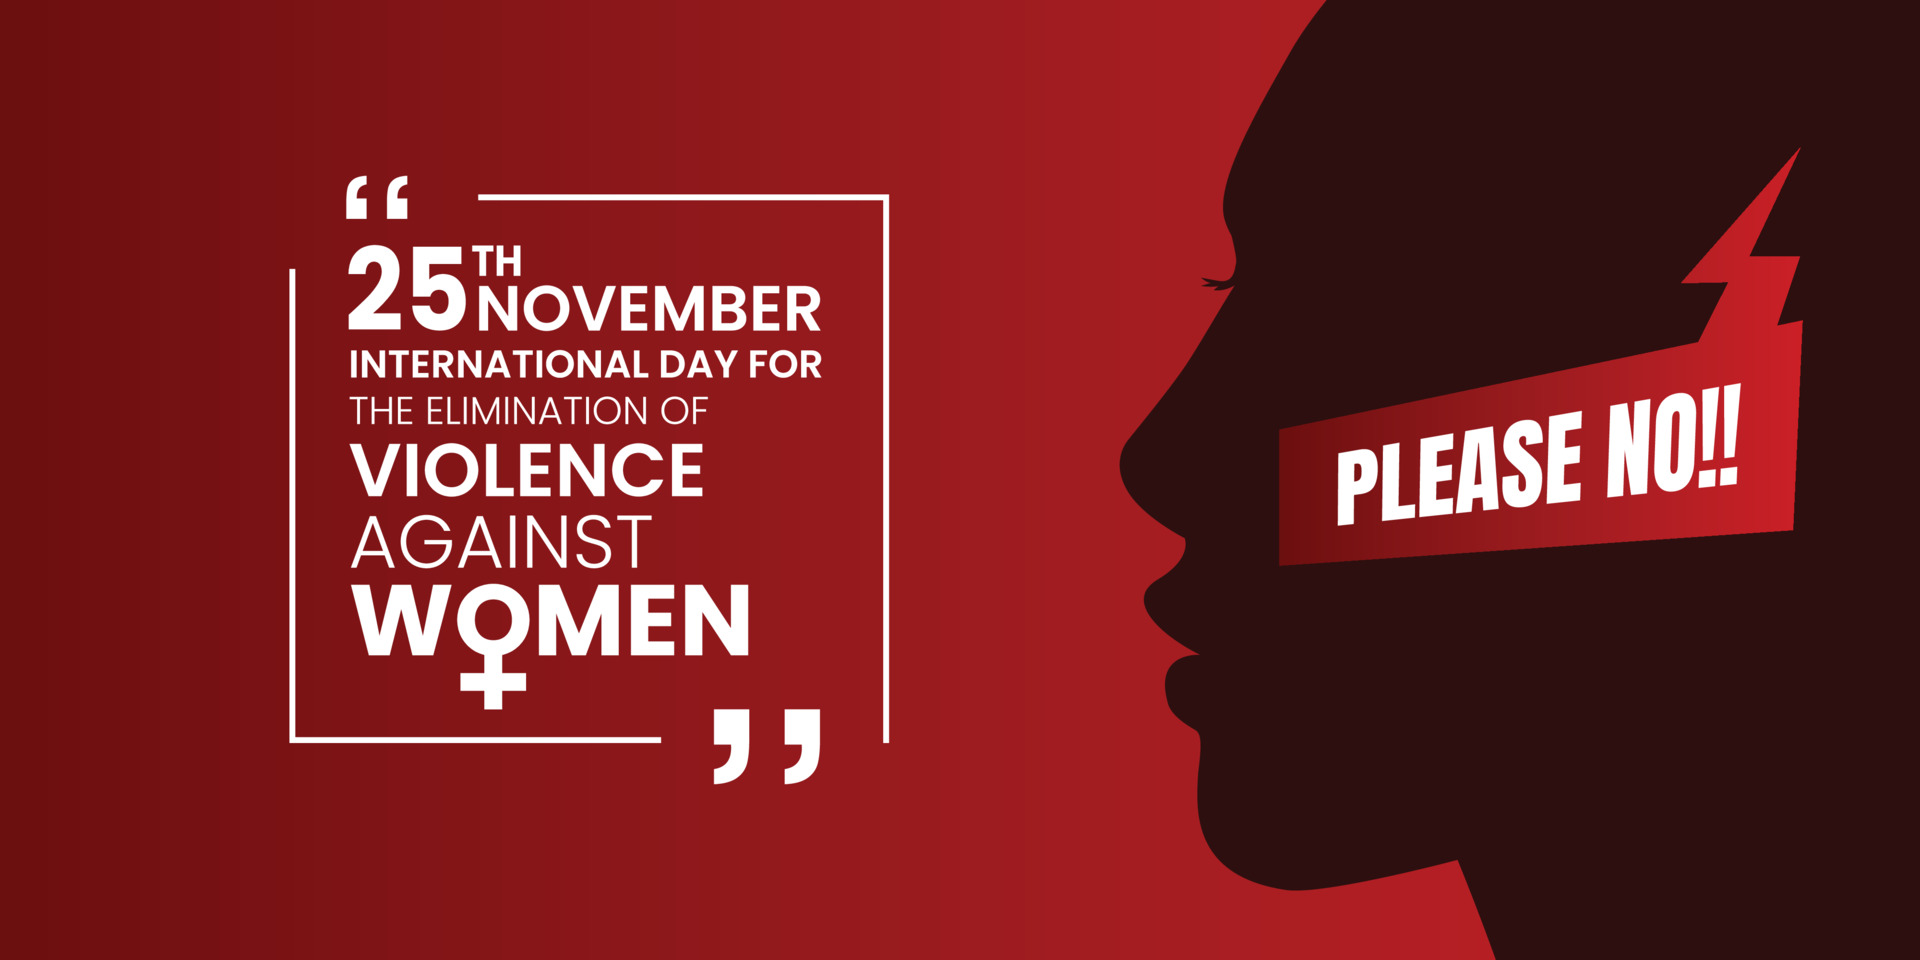 “
25TH NOVEMBER
INTERNATIONAL DAY FOR
THE ELIMINATION OF
VIOLENCE
AGAINST
WOMEN
”
PLEASE NO!!